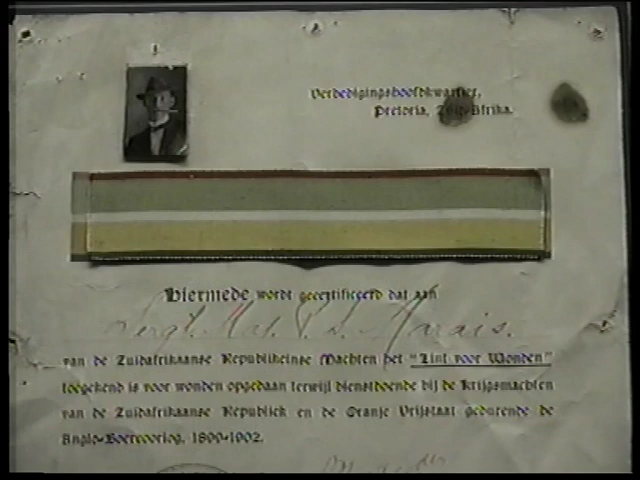 Verdedigingshoofdkwartier,
Pretoria, Zuid-Afrika.
Hiermede wordt gecertificeerd dat aan
Sergt. Maj. P. S. Marais.
van de Zuidafrikaanse Republikeinse Machten het "Lint voor Wonden"
toegekend is voor wonden opgedaan terwijl dienstdoende bij de Krijgsmachten
van de Zuidafrikaanse Republiek en de Oranje Vrijstaat gedurende de
Anglo-Boeroorlog, 1899-1902.